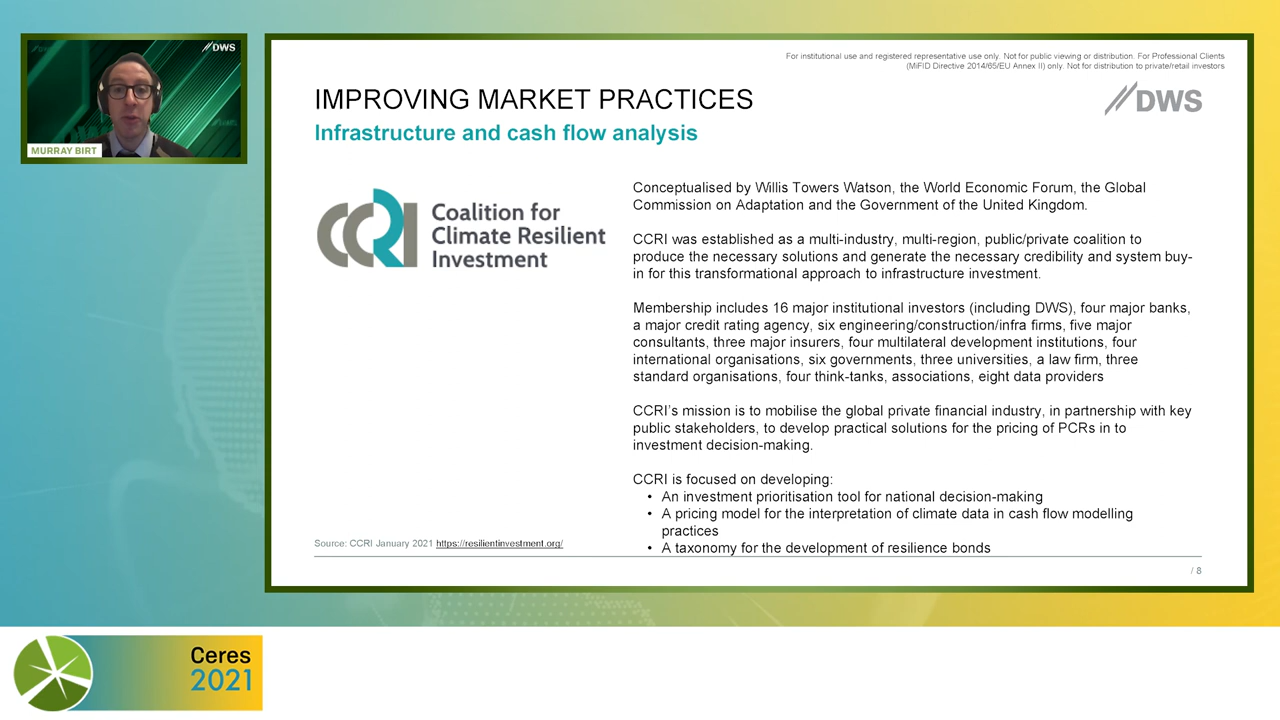 DWS
MURRAY BIRT
For institutional use and registered representative use only. Not for public viewing or distribution. For Professional Clients
(MiFID Directive 2014/65/EU Annex II) only. Not for distribution to private/retail investors
IMPROVING MARKET PRACTICES
DWS
Infrastructure and cash flow analysis
CCRI
Coalition for
Climate Resilient
Investment
Conceptualised by Willis Towers Watson, the World Economic Forum, the Global
Commission on Adaptation and the Government of the United Kingdom.
CCRI was established as a multi-industry, multi-region, public/private coalition to
produce the necessary solutions and generate the necessary credibility and system buy-
in for this transformational approach to infrastructure investment.
Membership includes 16 major institutional investors (including DWS), four major banks,
a major credit rating agency, six engineering/construction/infra firms, five major
consultants, three major insurers, four multilateral development institutions, four
international organisations, six governments, three universities, a law firm, three
standard organisations, four think-tanks, associations, eight data providers
CCRI's mission is to mobilise the global private financial industry, in partnership with key
public stakeholders, to develop practical solutions for the pricing of PCRs in to
investment decision-making.
CCRI is focused on developing:
• An investment prioritisation tool for national decision-making
• A pricing model for the interpretation of climate data in cash flow modelling
practices
• A taxonomy for the development of resilience bonds
Source: CCRI January 2021 https://resilientinvestment.org/
/ 8
Ceres
2021